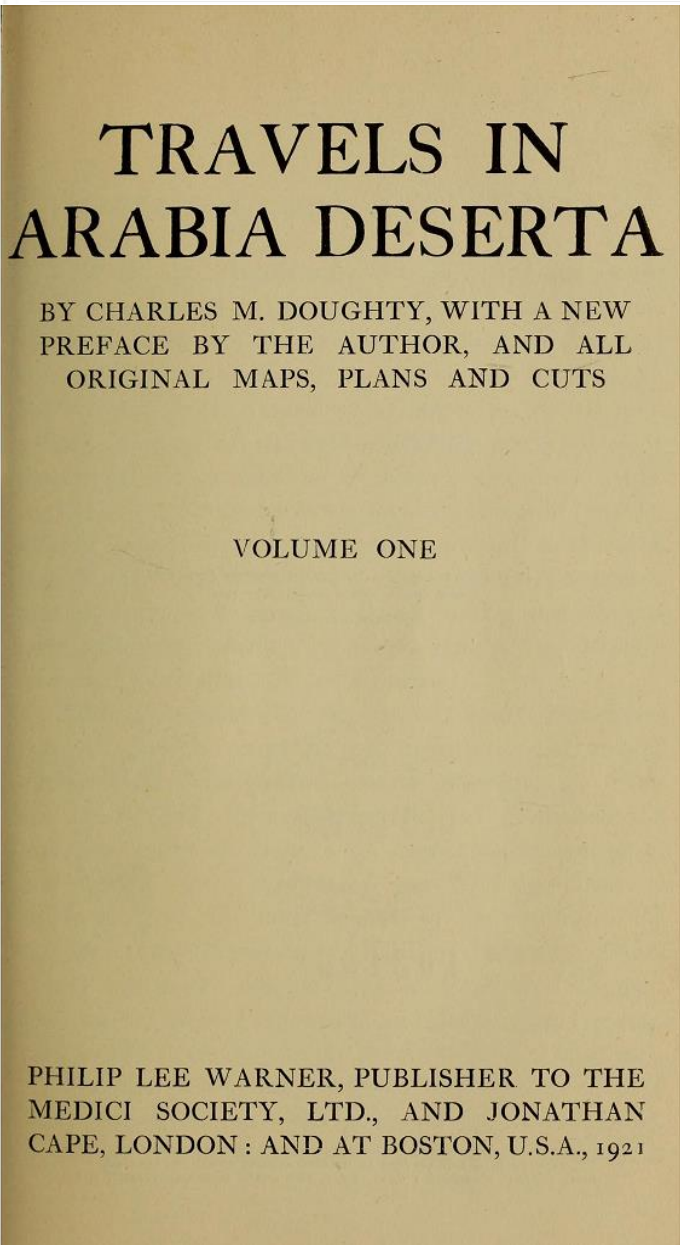 TRAVELS IN
ARABIA DESERTA
BY CHARLES M. DOUGHTY, WITH A NEW
PREFACE BY THE AUTHOR, AND ALL
ORIGINAL MAPS, PLANS AND CUTS
VOLUME ONE
PHILIP LEE WARNER, PUBLISHER TO THE
MEDICI SOCIETY, LTD., AND JONATHAN
CAPE, LONDON : AND AT BOSTON, U.S.A., 1921